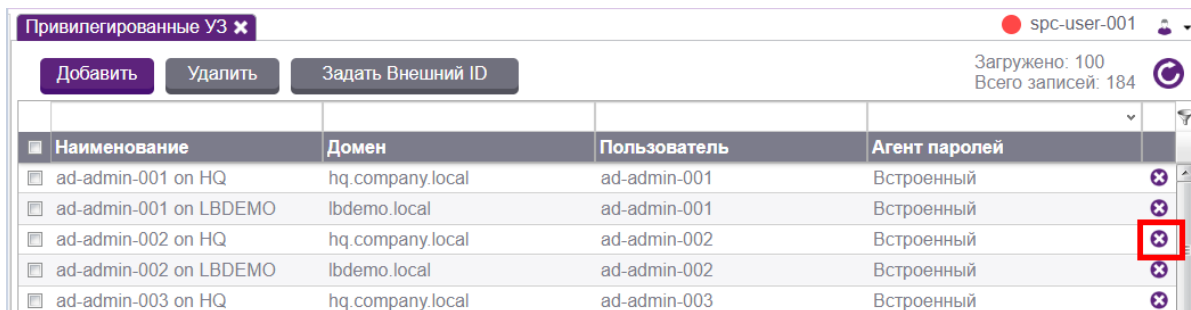 Привилегированные УЗ
spc-user-001
Добавить
Удалить
Задать Внешний ID
Загружено: 100
Всего записей: 184
Наименование Домен Пользователь Агент паролей
ad-admin-001 on HQ hq.company.local ad-admin-001 Встроенный
ad-admin-001 on LBDEMO lbdemo.local ad-admin-001 Встроенный
ad-admin-002 on HQ hq.company.local ad-admin-002 Встроенный
ad-admin-002 on LBDEMO lbdemo.local ad-admin-002 Встроенный
ad-admin-003 on HQ hq.company.local ad-admin-003 Встроенный